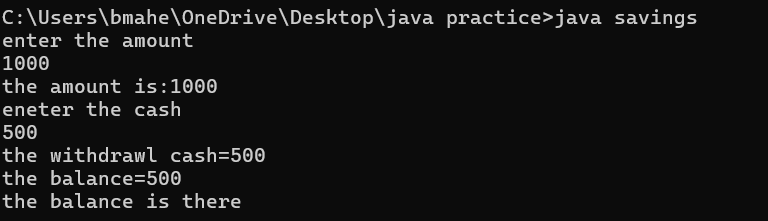 C:\Users\bmahe\OneDrive\Desktop\java practice>java savings
enter the amount
1000
the amount is:1000
eneter the cash
500
the withdrawl cash=500
the balance=500
the balance is there